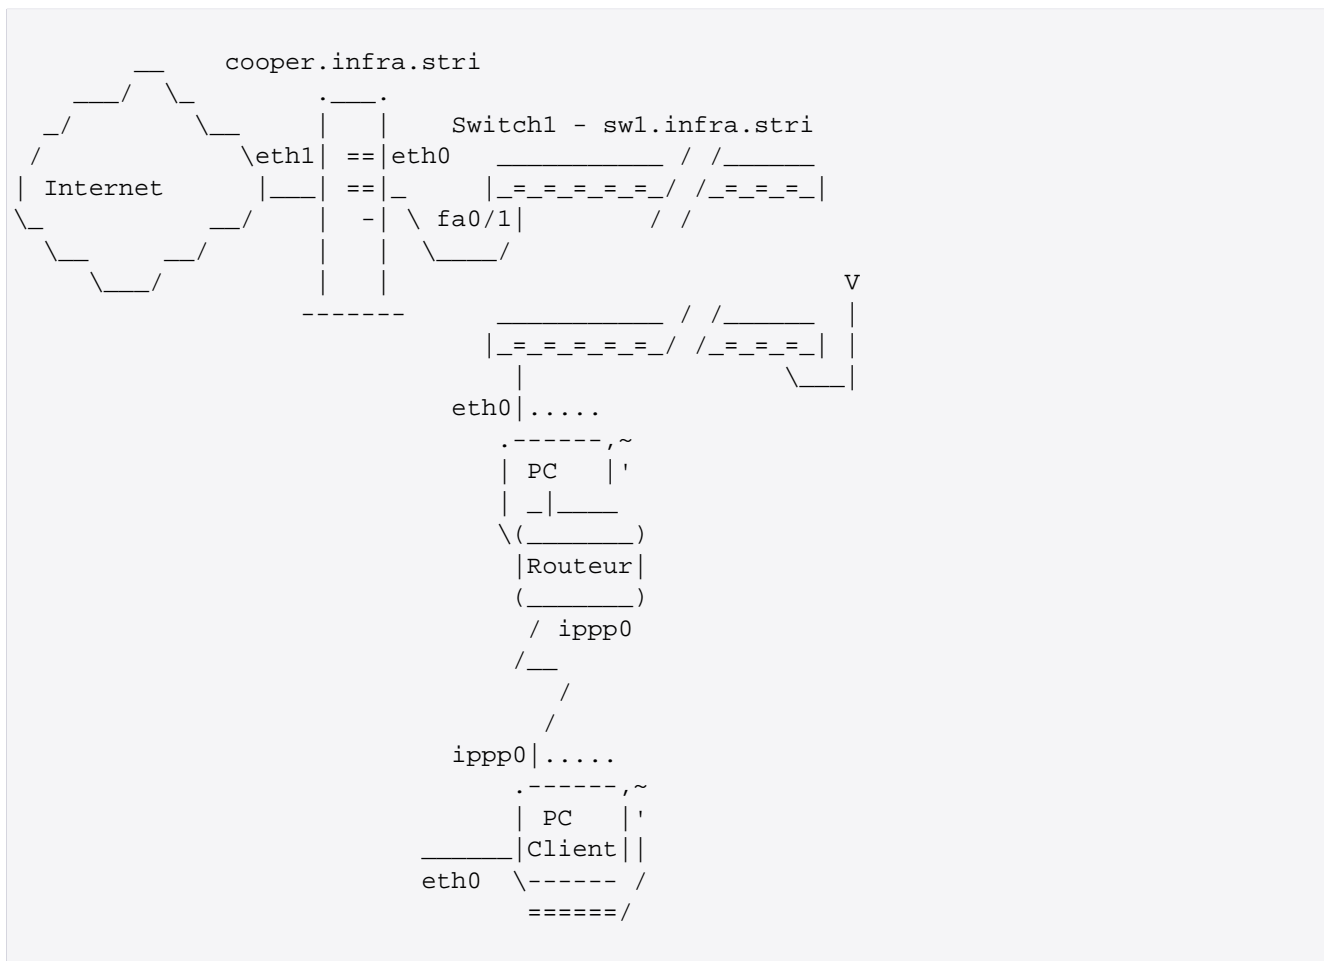 cooper.infra.stri
Switch1 - sw1.infra.stri
eth1 eth0
Internet
fa0/1
eth0
PC
Routeur
ippp0
ippp0
PC
Client
eth0